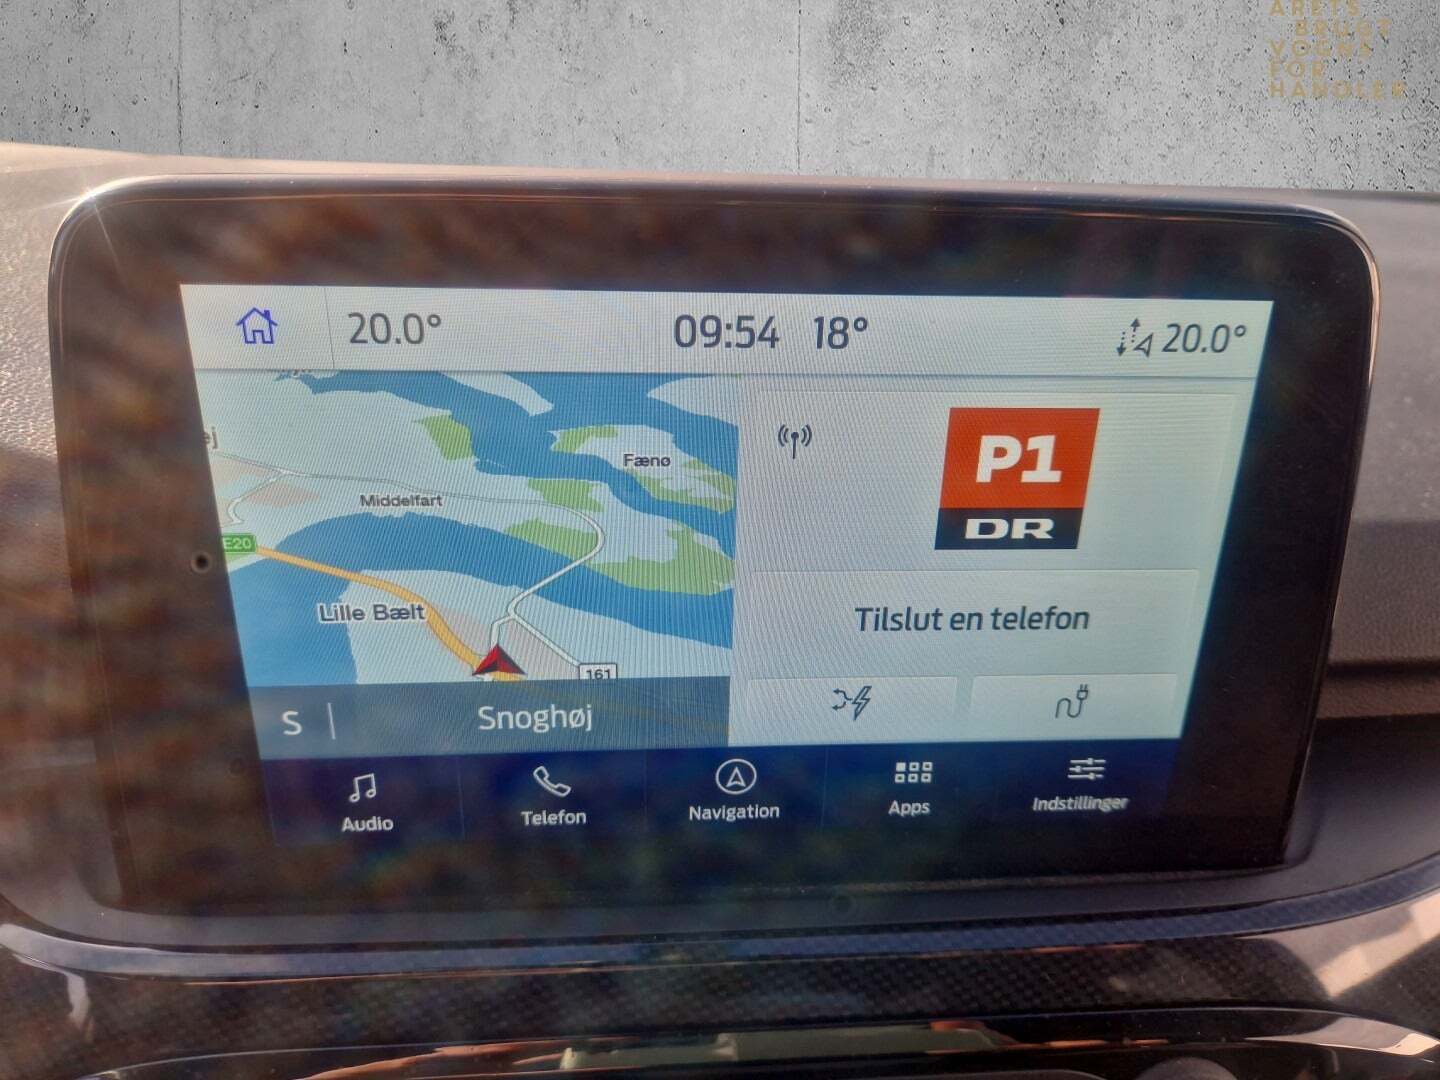 ÅRETS
BRUGT
VOGNS
FOR
HANDLER
20.0°
09:54
18°
20.0°
ej
Fænø
Middelfart
E20
Lille Bælt
161
S
Snoghøj
P1
DR
Tilslut en telefon
Audio
Telefon
Navigation
Apps
Indstillinger